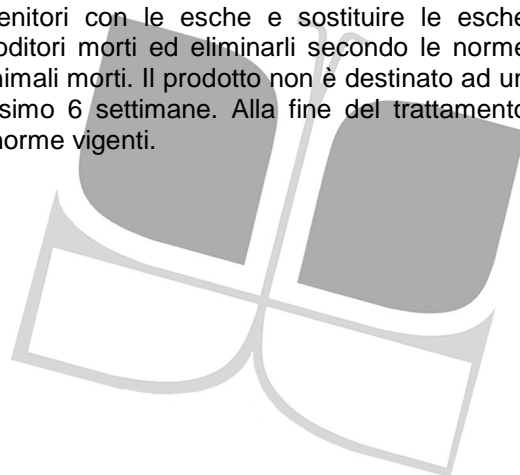 enitori con le esche e sostituire le esche
oditori morti ed eliminarli secondo le norme
nimali morti. Il prodotto non è destinato ad un
simo 6 settimane. Alla fine del trattamento
norme vigenti.